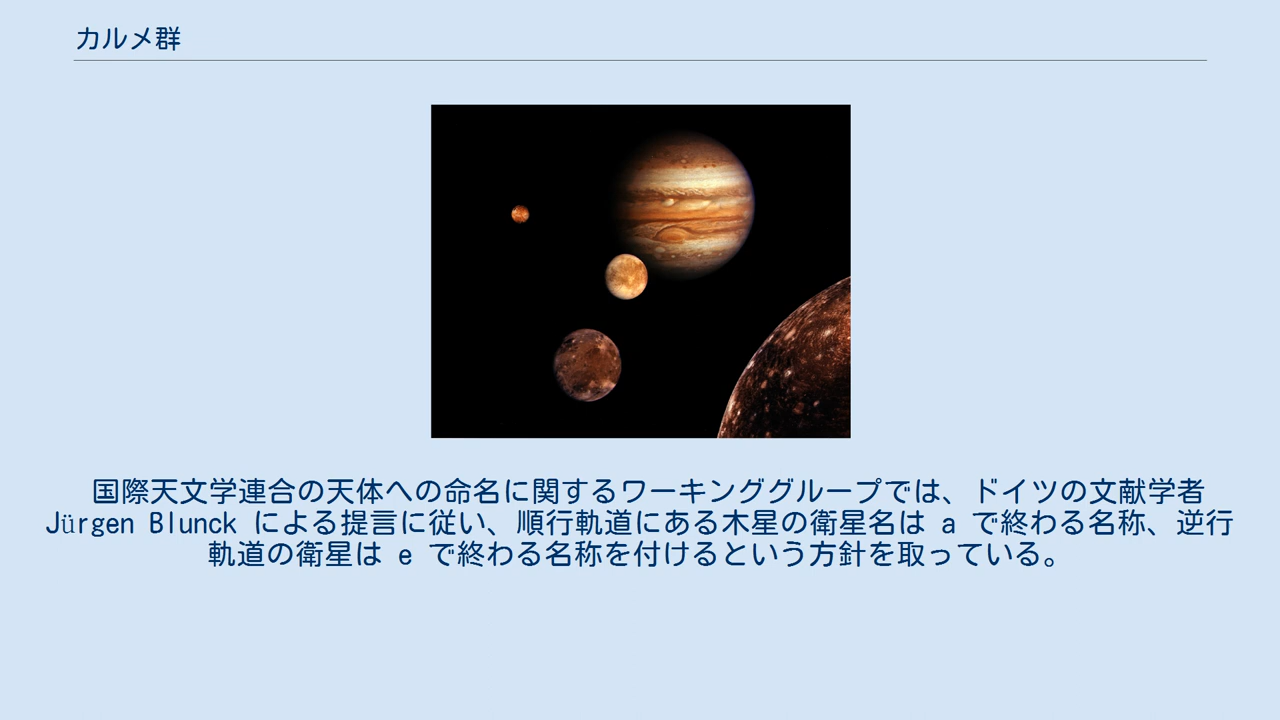 カルメ群
国際天文学連合の天体への命名に関するワーキンググループでは、ドイツの文献学者
Jürgen Blunck による提言に従い、順行軌道にある木星の衛星名は a で終わる名称、逆行
軌道の衛星は e で終わる名称を付けるという方針を取っている。